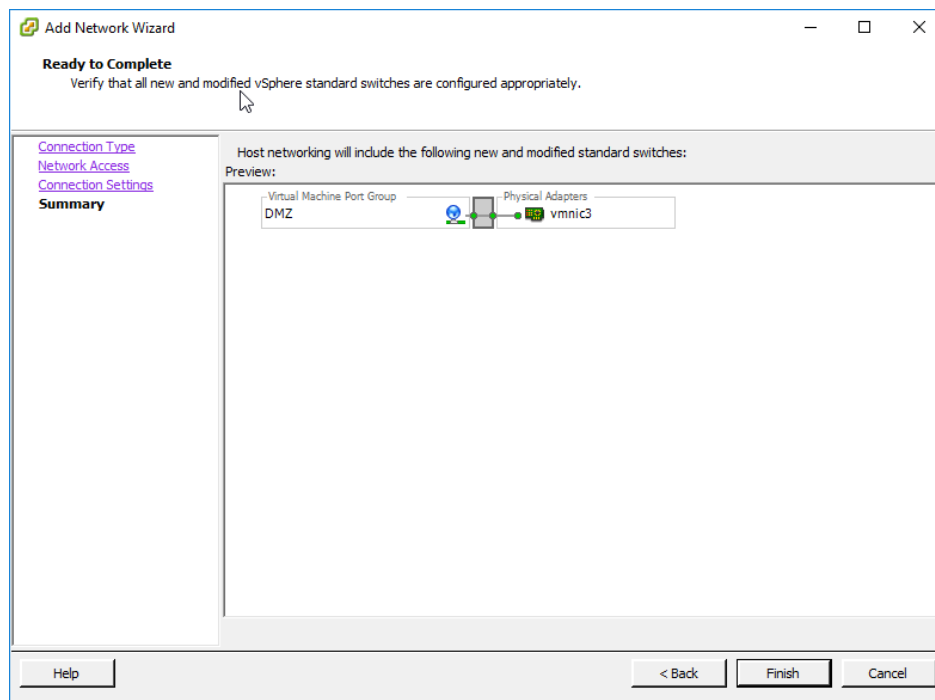 Add Network Wizard
Ready to Complete
Verify that all new and modified vSphere standard switches are configured appropriately.
Connection Type
Network Access
Connection Settings
Summary
Host networking will include the following new and modified standard switches:
Preview:
Virtual Machine Port Group
DMZ
Physical Adapters
vmnic3
Help
< Back
Finish
Cancel